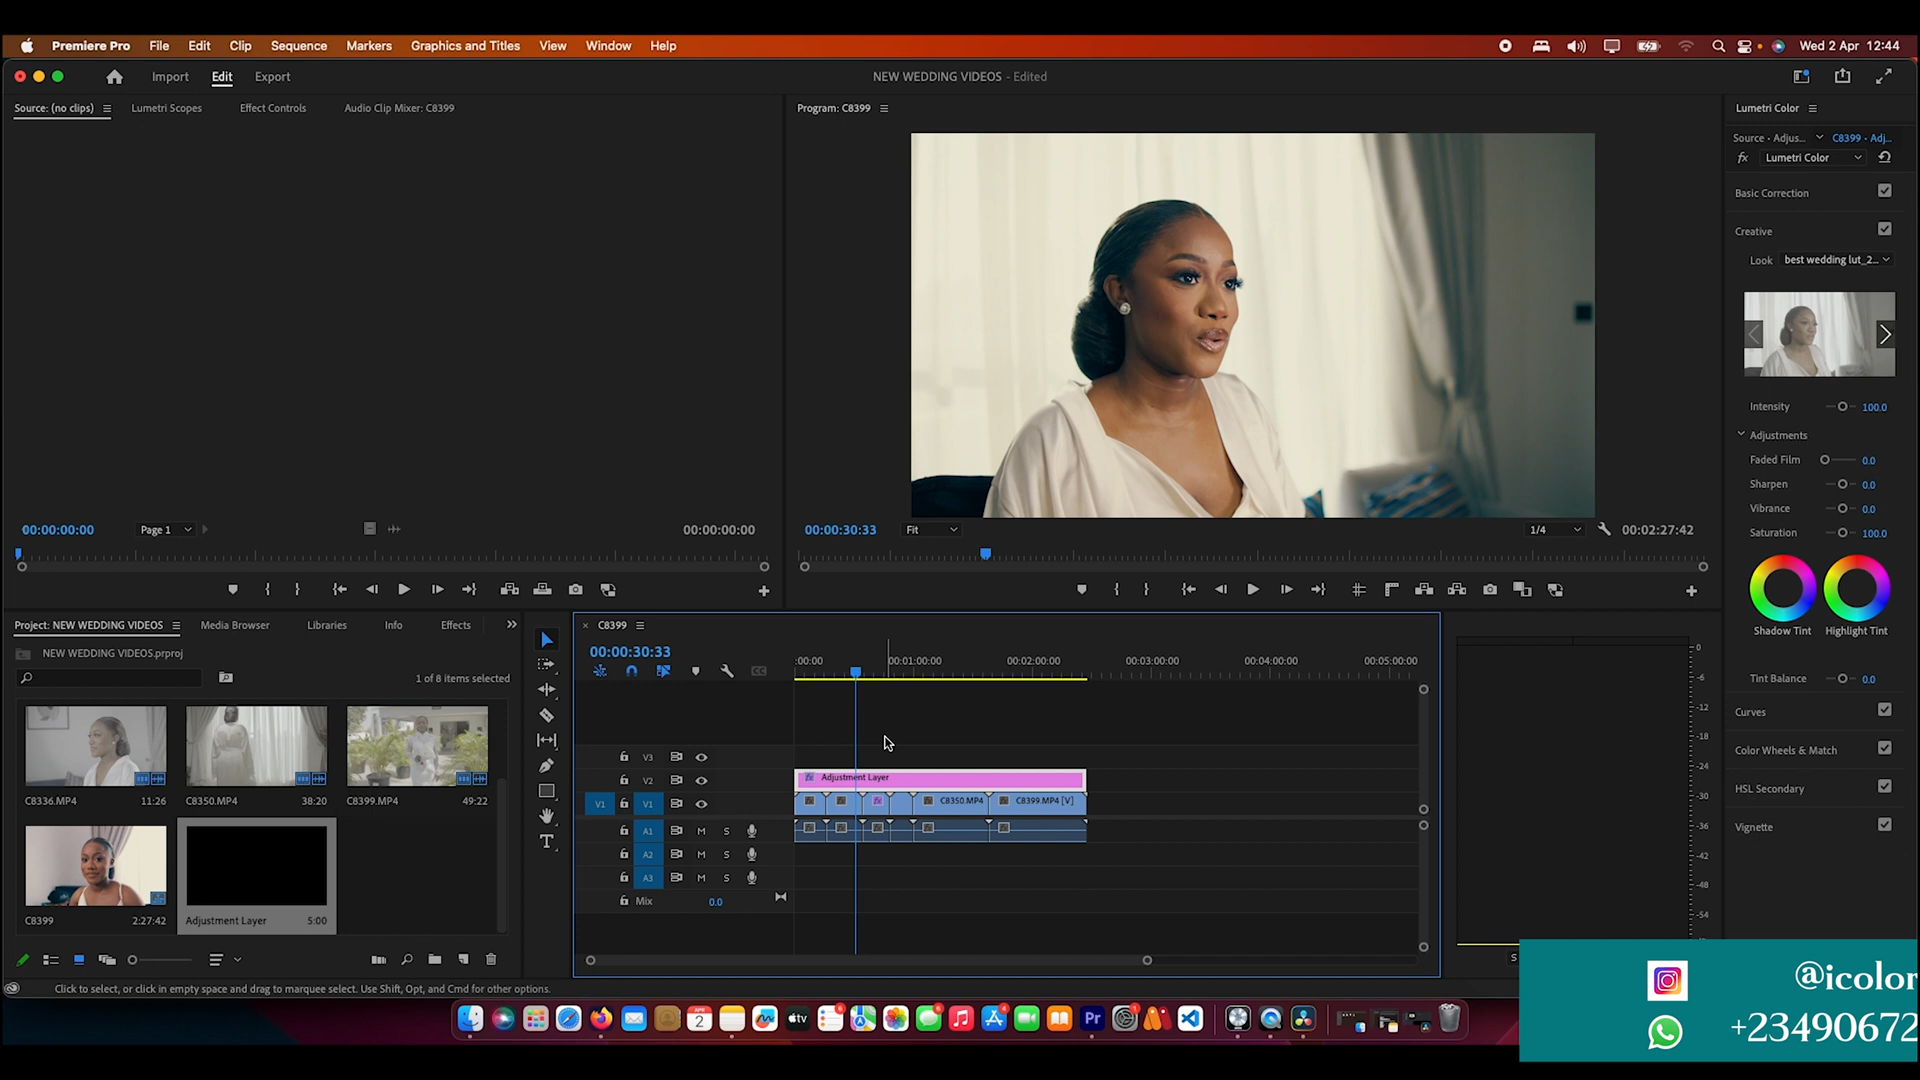 Premiere Pro File Edit Clip Sequence Markers Graphics and Titles View Window Help Wed 2 Apr 12:44
Import Edit Export NEW WEDDING VIDEOS - Edited
Source: (no clips) Lumetri Scopes Effect Controls Audio Clip Mixer: C8399
Program: C8399
Lumetri Color
Source • Adjus... C8399 • Adj...
fx Lumetri Color
Basic Correction
Creative
Look best wedding lut_2...
Intensity 100.0
Adjustments
Faded Film 0.0
Sharpen 0.0
Vibrance 0.0
Saturation 100.0
Shadow Tint Highlight Tint
Tint Balance 0.0
Curves
Color Wheels & Match
HSL Secondary
Vignette
00:00:00:00 Page 1 00:00:00:00
00:00:30:33 Fit 1/4 00:02:27:42
Project: NEW WEDDING VIDEOS Media Browser Libraries Info Effects
NEW WEDDING VIDEOS.prproj
1 of 8 items selected
C8336.MP4 11:26 C8350.MP4 38:20 C8399.MP4 49:22
C8399 2:27:42 Adjustment Layer 5:00
C8399
00:00:30:33
:00:00 00:01:00:00 00:02:00:00 00:03:00:00 00:04:00:00 00:05:00:00
V3
V2 Adjustment Layer
V1 V1 C8350.MP4 C8399.MP4 [V]
A1 M S
A2 M S
A3 M S
Mix 0.0
0
-6
-12
-18
-24
-30
-36
-42
-48
-54
S
Click to select, or click in empty space and drag to marquee select. Use Shift, Opt, and Cmd for other options.
@icolor
+23490672